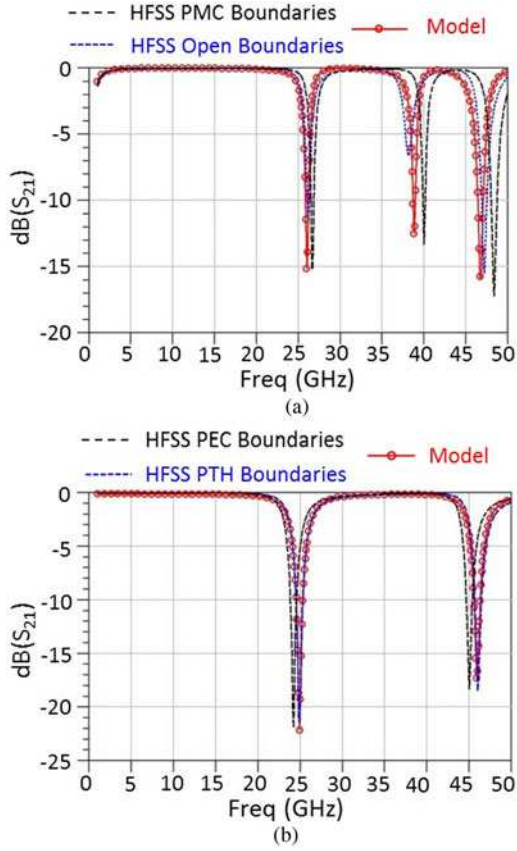 HFSS PMC Boundaries
HFSS Open Boundaries
Model
0
-5
-10
-15
-20
dB(S21)
0 5 10 15 20 25 30 35 40 45 50
Freq (GHz)
(a)
HFSS PEC Boundaries
HFSS PTH Boundaries
Model
0
-5
-10
-15
-20
-25
dB(S21)
0 5 10 15 20 25 30 35 40 45 50
Freq (GHz)
(b)